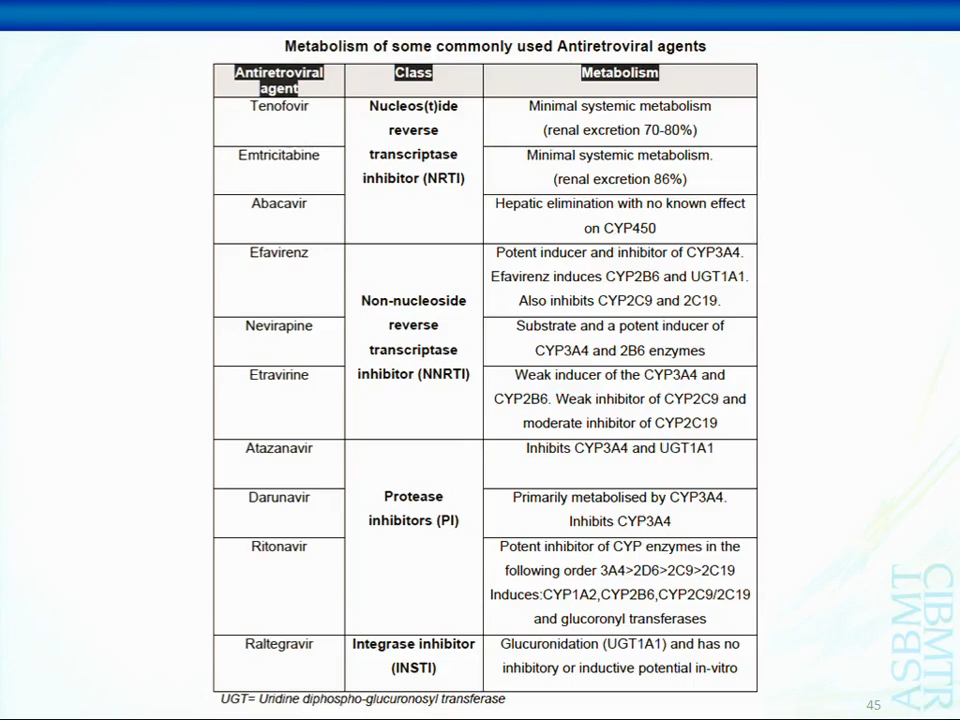 Metabolism of some commonly used Antiretroviral agents
Antiretroviral
agent
Class
Metabolism
Tenofovir
Nucleos(t)ide
reverse
transcriptase
inhibitor (NRTI)
Minimal systemic metabolism
(renal excretion 70-80%)
Emtricitabine
Minimal systemic metabolism.
(renal excretion 86%)
Abacavir
Hepatic elimination with no known effect
on CYP450
Efavirenz
Non-nucleoside
reverse
transcriptase
inhibitor (NNRTI)
Potent inducer and inhibitor of CYP3A4.
Efavirenz induces CYP2B6 and UGT1A1.
Also inhibits CYP2C9 and 2C19.
Nevirapine
Substrate and a potent inducer of
CYP3A4 and 2B6 enzymes
Etravirine
Weak inducer of the CYP3A4 and
CYP2B6. Weak inhibitor of CYP2C9 and
moderate inhibitor of CYP2C19
Atazanavir
Protease
inhibitors (PI)
Inhibits CYP3A4 and UGT1A1
Darunavir
Primarily metabolised by CYP3A4.
Inhibits CYP3A4
Ritonavir
Potent inhibitor of CYP enzymes in the
following order 3A4>2D6>2C9>2C19
Induces:CYP1A2,CYP2B6,CYP2C9/2C19
and glucoronyl transferases
Raltegravir
Integrase inhibitor
(INSTI)
Glucuronidation (UGT1A1) and has no
inhibitory or inductive potential in-vitro
UGT= Uridine diphospho-glucuronosyl transferase
45
ASBMT
CIBMTR